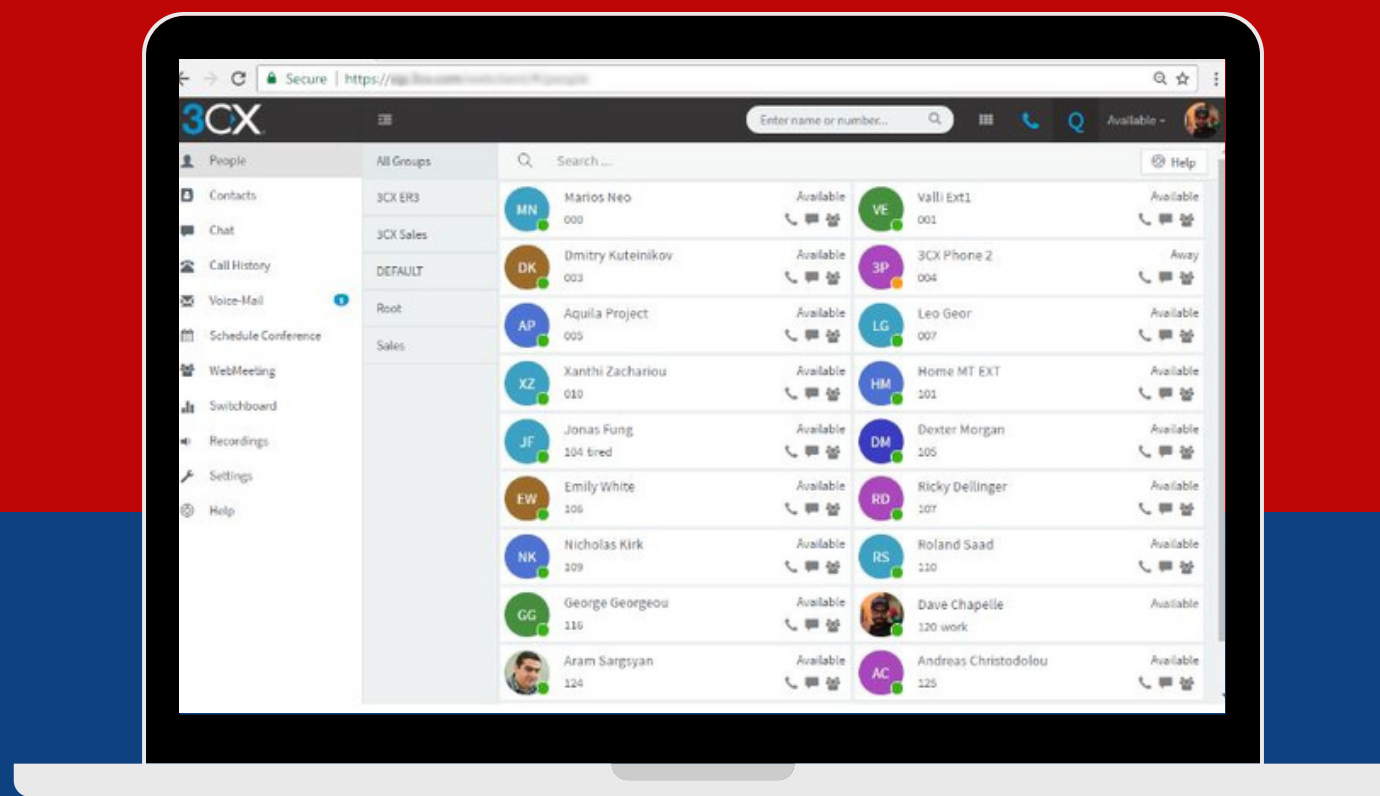 Secure | https://
3CX
Enter name or number...
Q
Available
People
Contacts
Chat
Call History
Voice-Mail
Schedule Conference
WebMeeting
Switchboard
Recordings
Settings
Help
All Groups
3CX ER3
3CX Sales
DEFAULT
Root
Sales
Search ...
Help
MN
Marios Neo
000
Available
VE
Valli Ext1
001
Available
DK
Dmitry Kuteinikov
003
Available
3P
3CX Phone 2
004
Away
AP
Aquila Project
005
Available
LG
Leo Geor
007
Available
XZ
Xanthi Zachariou
010
Available
HM
Home MT EXT
101
Available
JF
Jonas Fung
104 tired
Available
DM
Dexter Morgan
105
Available
EW
Emily White
106
Available
RD
Ricky Dellinger
107
Available
NK
Nicholas Kirk
109
Available
RS
Roland Saad
110
Available
GG
George Georgeou
116
Available
Dave Chapelle
120 work
Available
Aram Sargsyan
124
Available
AC
Andreas Christodolou
125
Available